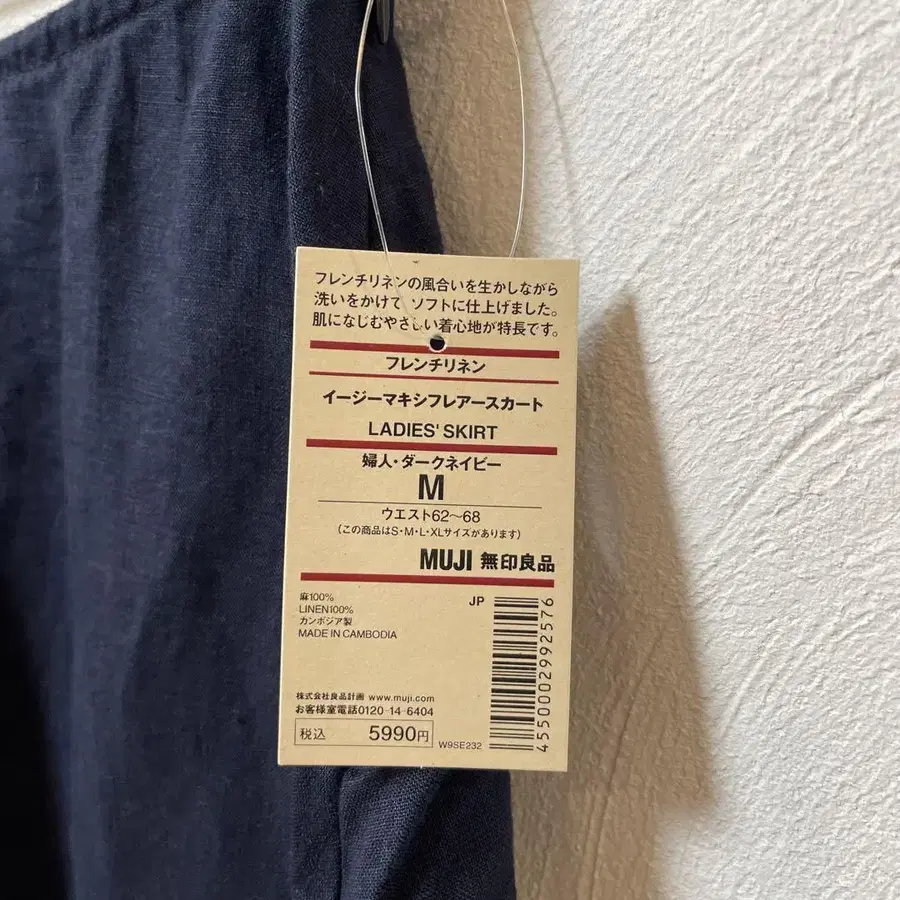 フレンチリネンの風合いを生かしながら
洗いをかけて ソフトに仕上げました。
肌になじむやさしい着心地が特長です。
フレンチリネン
イージーマキシフレアースカート
LADIES' SKIRT
婦人・ダークネイビー
M
ウエスト62〜68
(この商品はS・M・L・XLサイズがあります)
MUJI 無印良品
麻100%
LINEN100%
カンボジア製
MADE IN CAMBODIA
JP
4550002992576
株式会社良品計画 www.muji.com
お客様室電話0120-14-6404
税込 5990円
W9SE232